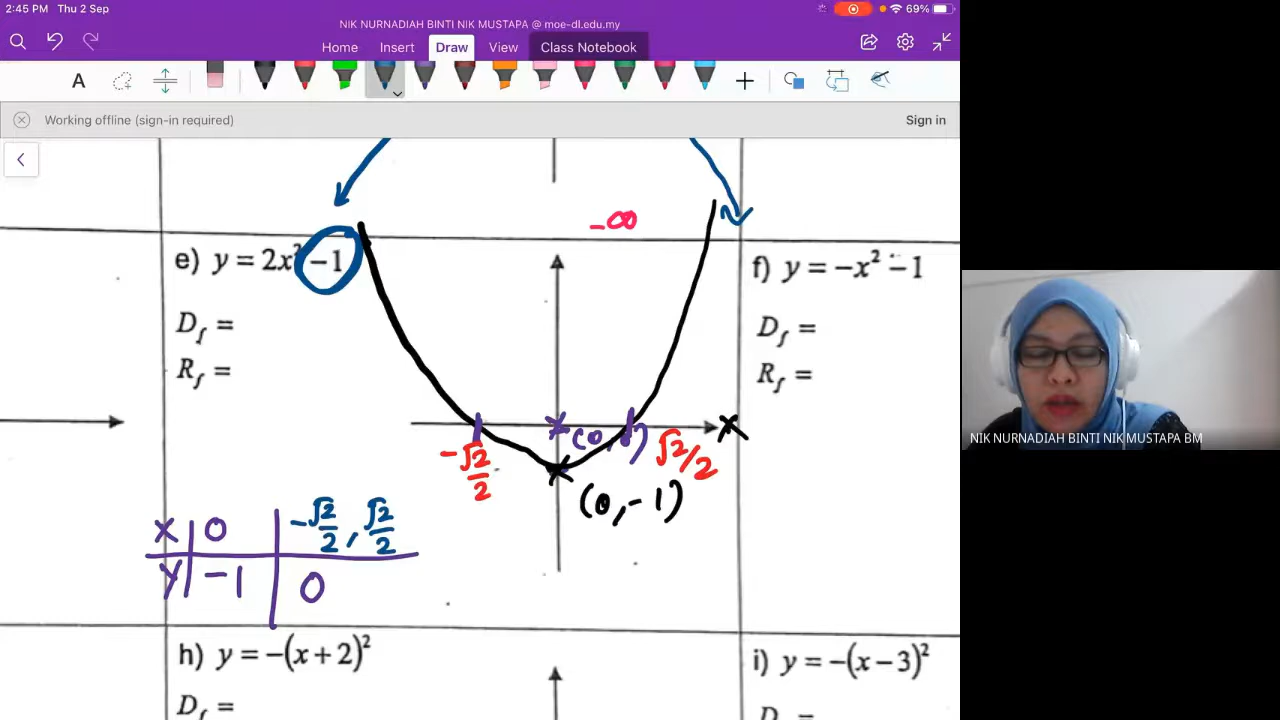 2:45 PM Thu 2 Sep
69%
NIK NURNADIAH BINTI NIK MUSTAPA @ moe-dl.edu.my
Home Insert Draw View Class Notebook
A
Working offline (sign-in required)
Sign in
-∞
e) y = 2x² -1
D_f =
R_f =
f) y = -x² -1
D_f =
R_f =
x
-√2/2
√2/2
(0,-1)
x 0 -√2/2, √2/2
y -1 0
h) y = -(x+2)²
D_f =
i) y = -(x-3)²
NIK NURNADIAH BINTI NIK MUSTAPA BM